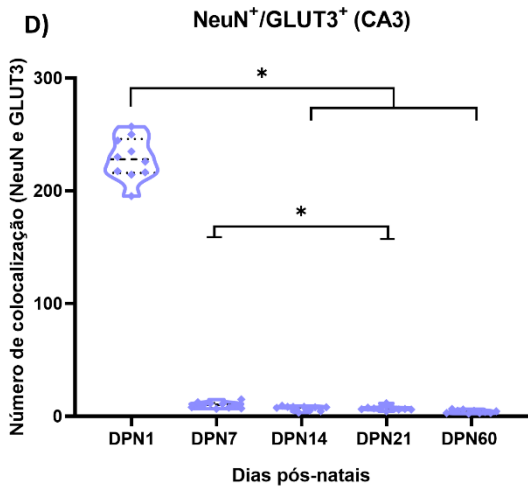 D)
NeuN⁺/GLUT3⁺ (CA3)
Número de colocalização (NeuN e GLUT3)
300
200
100
0
*
*
DPN1 DPN7 DPN14 DPN21 DPN60
Dias pós-natais